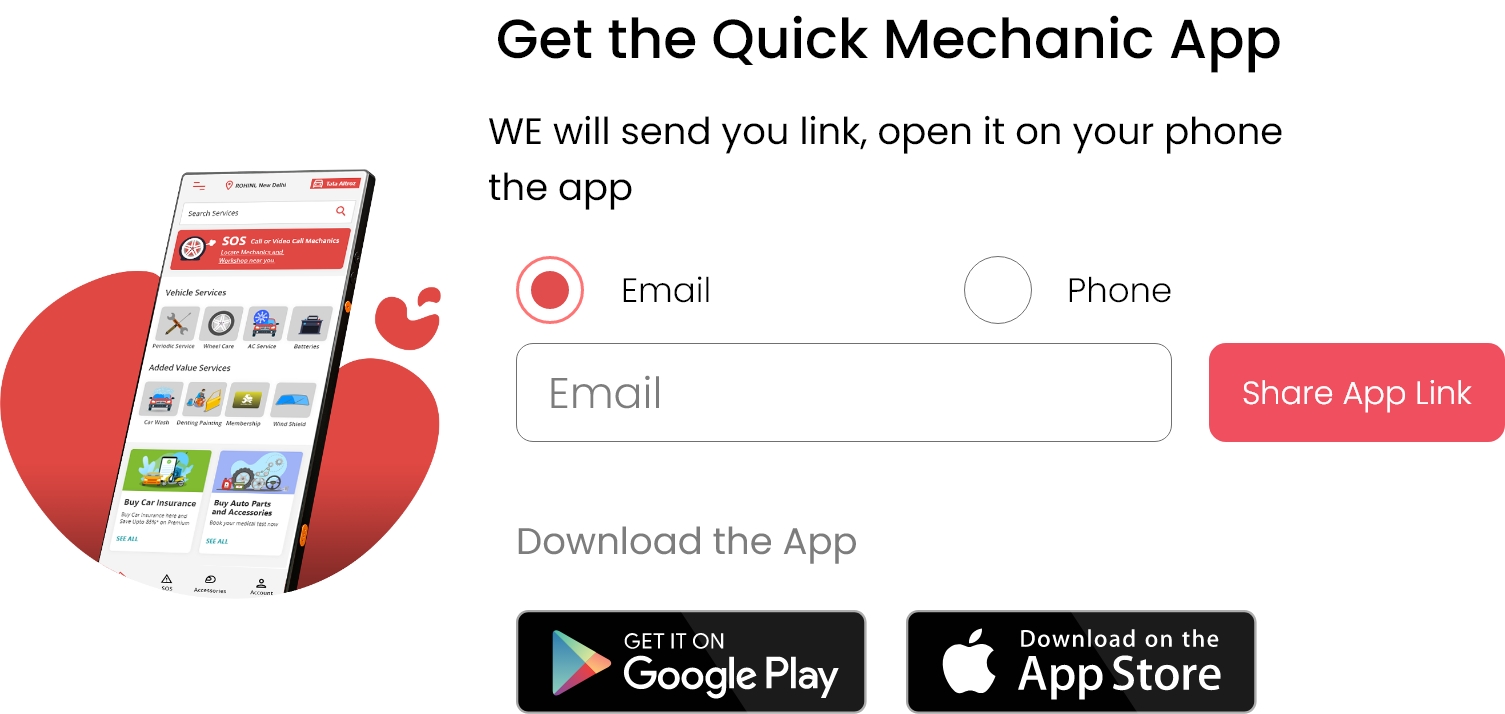 Get the Quick Mechanic App
WE will send you link, open it on your phone
the app
Email
Phone
Email
Share App Link
Download the App
GET IT ON
Google Play
Download on the
App Store
ROHINI, New Delhi
Tata Altroz
Search Services
SOS Call or Video Call Mechanics
Locate Mechanics and
Workshop near you.
Vehicle Services
Periodic Service
Wheel Care
AC Service
Batteries
Added Value Services
Car Wash
Denting Painting
Membership
Wind Shield
Buy Car Insurance
Buy Car Insurance here and
Save Upto 85%* on Premium
SEE ALL
Buy Auto Parts
and Accessories
Book your medical test now
SEE ALL
SOS
Accessories
Account